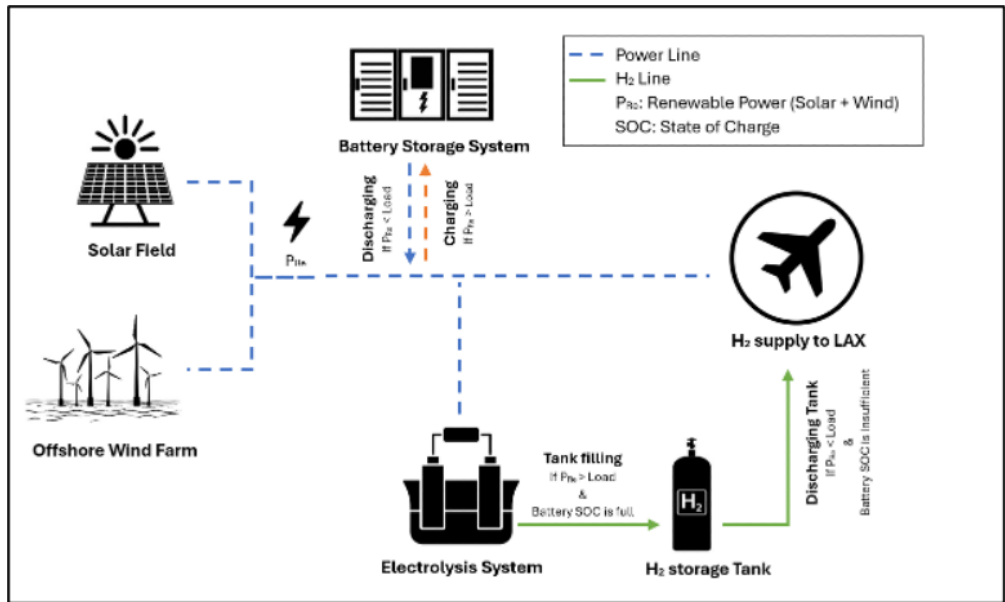 Power Line
H₂ Line
P_Re: Renewable Power (Solar + Wind)
SOC: State of Charge
Battery Storage System
Solar Field
P_Re
Discharging
If P_Re < Load
Charging
If P_Re > Load
H₂ supply to LAX
Offshore Wind Farm
Tank filling
If P_Re > Load
&
Battery SOC is full
H₂
Discharging Tank
If P_Re < Load
&
Battery SOC is Insufficient
Electrolysis System
H₂ storage Tank